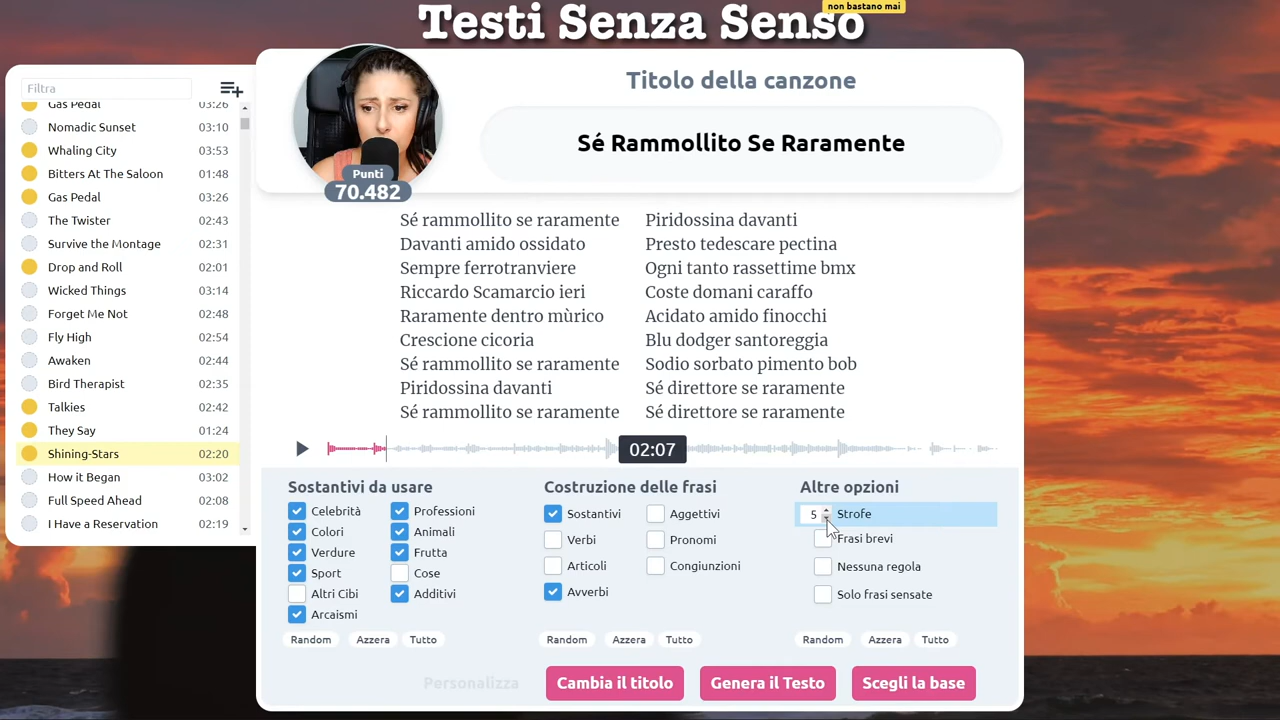 non bastano mai
Testi Senza Senso
Filtra
Gas Pedal 03:26
Nomadic Sunset 03:10
Whaling City 03:53
Bitters At The Saloon 01:48
Gas Pedal 03:26
The Twister 02:43
Survive the Montage 02:31
Drop and Roll 02:01
Wicked Things 03:14
Forget Me Not 02:48
Fly High 02:54
Awaken 02:44
Bird Therapist 02:35
Talkies 02:42
They Say 01:24
Shining-Stars 02:20
How it Began 03:02
Full Speed Ahead 02:08
I Have a Reservation 02:19
Punti
70.482
Titolo della canzone
Sé Rammollito Se Raramente
Sé rammollito se raramente
Davanti amido ossidato
Sempre ferrotranviere
Riccardo Scamarcio ieri
Raramente dentro mùrico
Crescione cicoria
Sé rammollito se raramente
Piridossina davanti
Sé rammollito se raramente
Piridossina davanti
Presto tedescare pectina
Ogni tanto rassettime bmx
Coste domani caraffo
Acidato amido finocchi
Blu dodger santoreggia
Sodio sorbato pimento bob
Sé direttore se raramente
Sé direttore se raramente
02:07
Sostantivi da usare
Celebrità Professioni
Colori Animali
Verdure Frutta
Sport Cose
Altri Cibi Additivi
Arcaismi
Random Azzera Tutto
Costruzione delle frasi
Sostantivi Aggettivi
Verbi Pronomi
Articoli Congiunzioni
Avverbi
Random Azzera Tutto
Altre opzioni
5 Strofe
Frasi brevi
Nessuna regola
Solo frasi sensate
Random Azzera Tutto
Personalizza
Cambia il titolo
Genera il Testo
Scegli la base